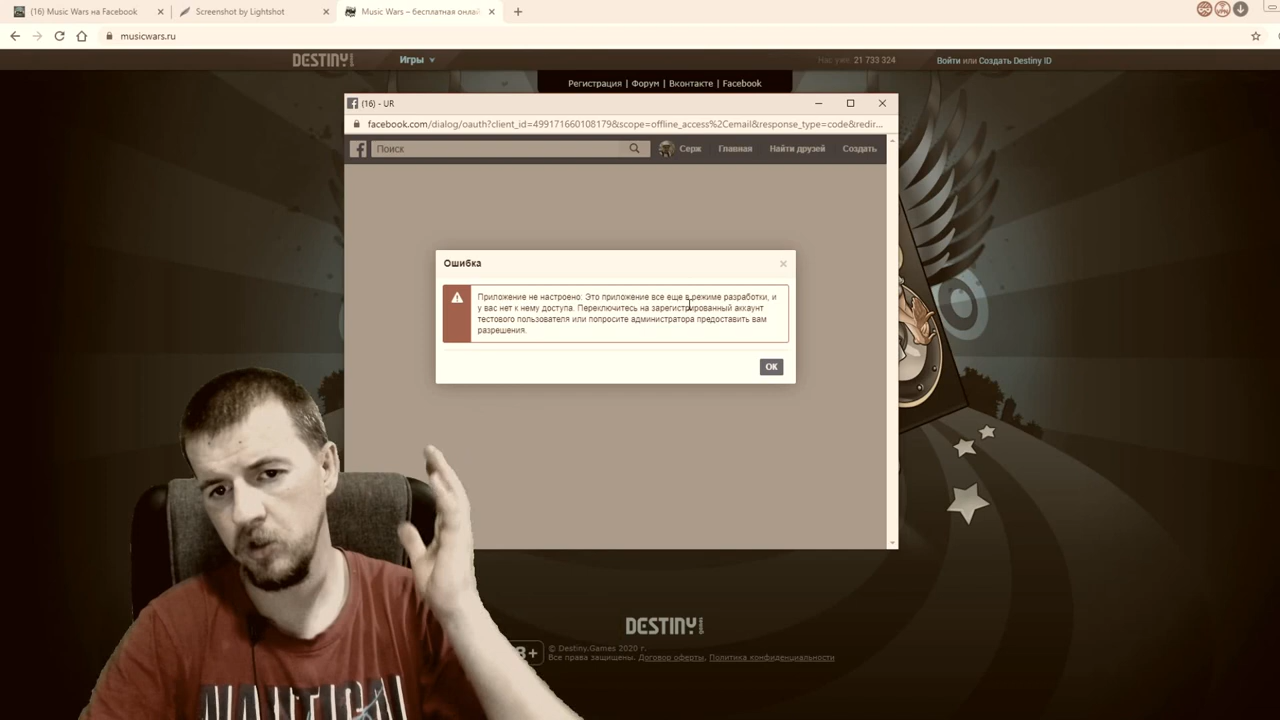 (16) Music Wars на Facebook
Screenshot by Lightshot
Music Wars – бесплатная онлай
musicwars.ru
DESTINY
Игры
Нас уже: 21 733 324
Войти или Создать Destiny ID
Регистрация | Форум | Вконтакте | Facebook
(16) - UR
facebook.com/dialog/oauth?client_id=499171660108179&scope=offline_access%2Cemail&response_type=code&redir...
Поиск
Серж
Главная
Найти друзей
Создать
Ошибка
Приложение не настроено: Это приложение все еще в режиме разработки, и
у вас нет к нему доступа. Переключитесь на зарегистрированный аккаунт
тестового пользователя или попросите администратора предоставить вам
разрешения.
OK
DESTINY games
3+
© Destiny.Games 2020 г.
Все права защищены. Договор оферты, Политика конфиденциальности